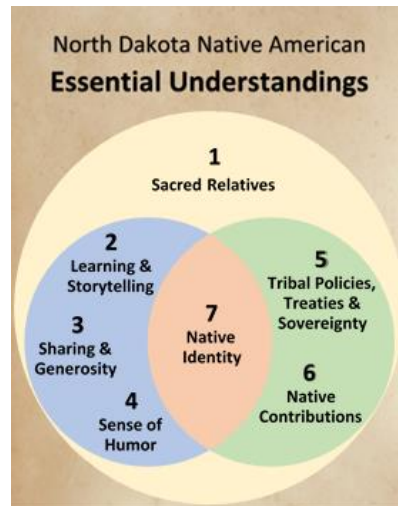 North Dakota Native American
Essential Understandings
1
Sacred Relatives
2
Learning &
Storytelling
3
Sharing &
Generosity
4
Sense of
Humor
7
Native
Identity
5
Tribal Policies,
Treaties &
Sovereignty
6
Native
Contributions